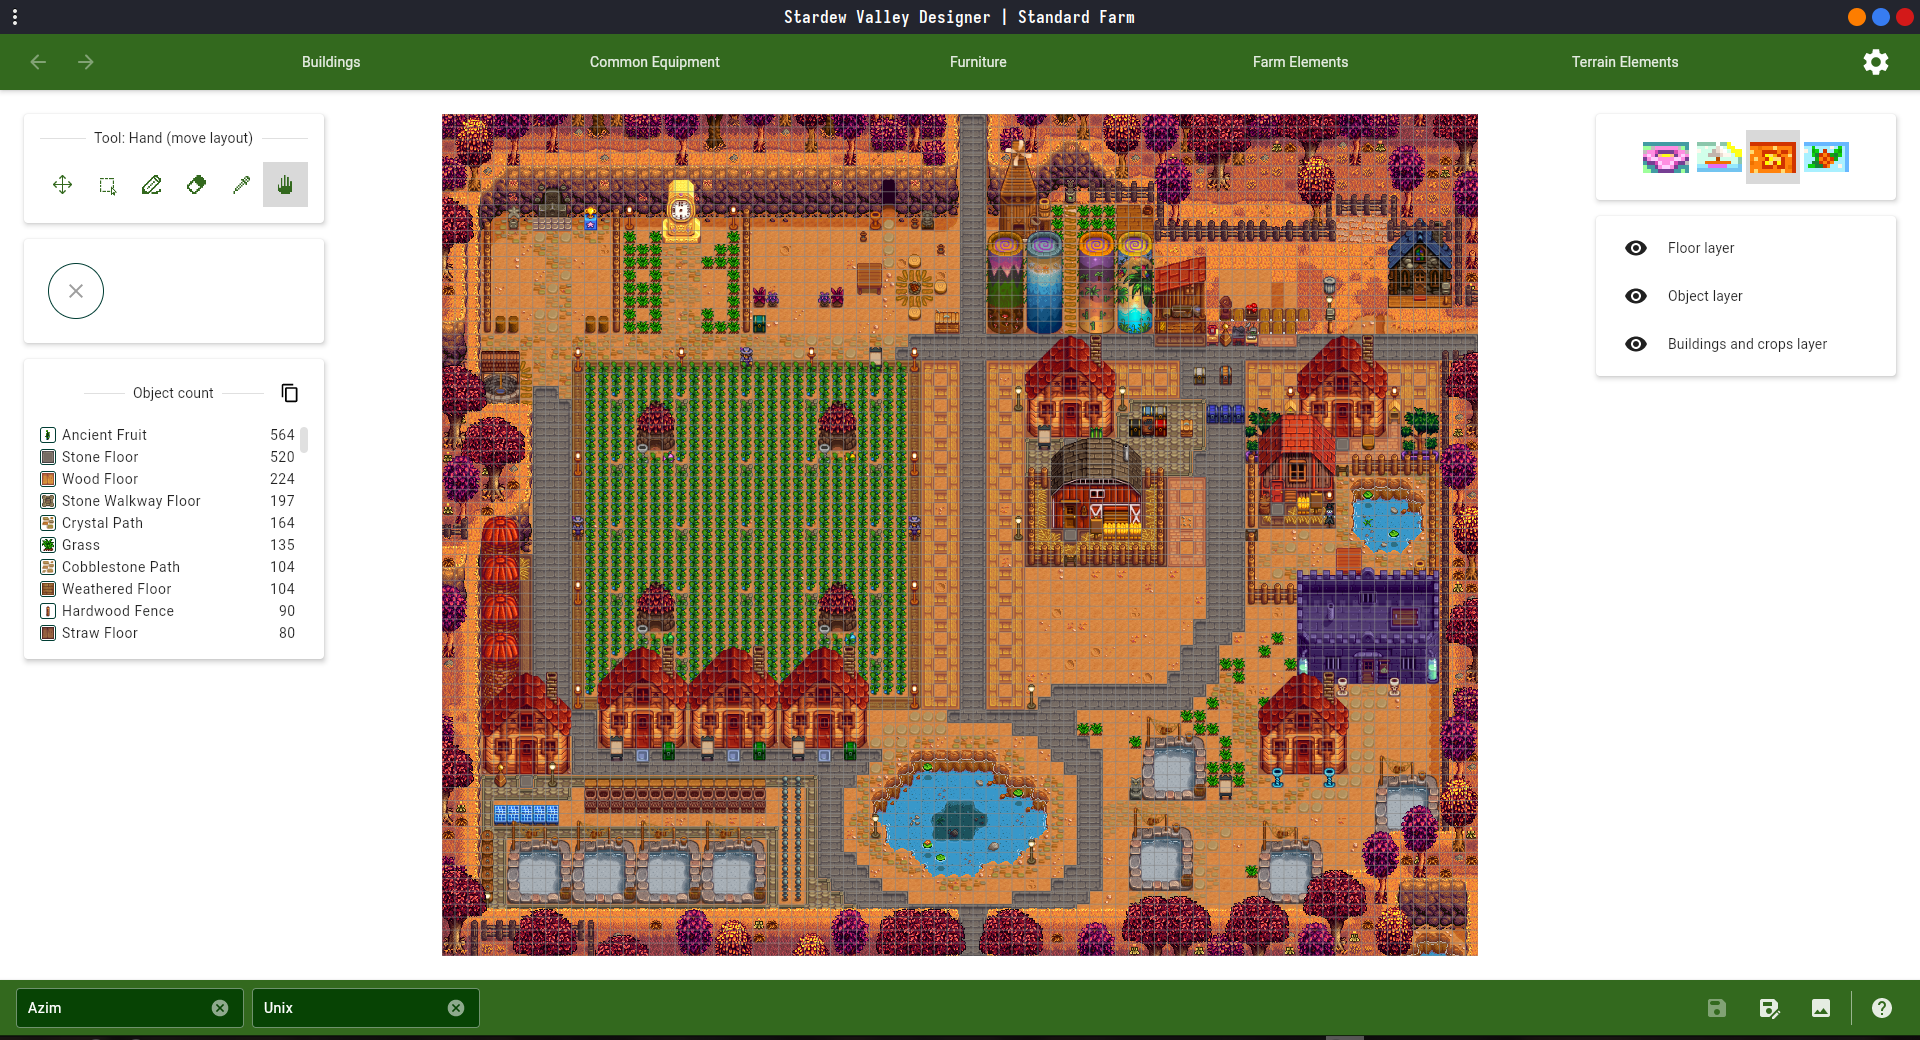 Stardew Valley Designer | Standard Farm
Buildings
Common Equipment
Furniture
Farm Elements
Terrain Elements
Tool: Hand (move layout)
Object count
Ancient Fruit 564
Stone Floor 520
Wood Floor 224
Stone Walkway Floor 197
Crystal Path 164
Grass 135
Cobblestone Path 104
Weathered Floor 104
Hardwood Fence 90
Straw Floor 80
Floor layer
Object layer
Buildings and crops layer
Azim
Unix